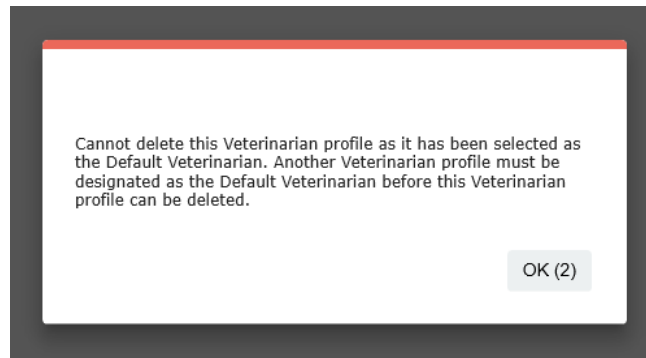 Cannot delete this Veterinarian profile as it has been selected as
the Default Veterinarian. Another Veterinarian profile must be
designated as the Default Veterinarian before this Veterinarian
profile can be deleted.
OK (2)